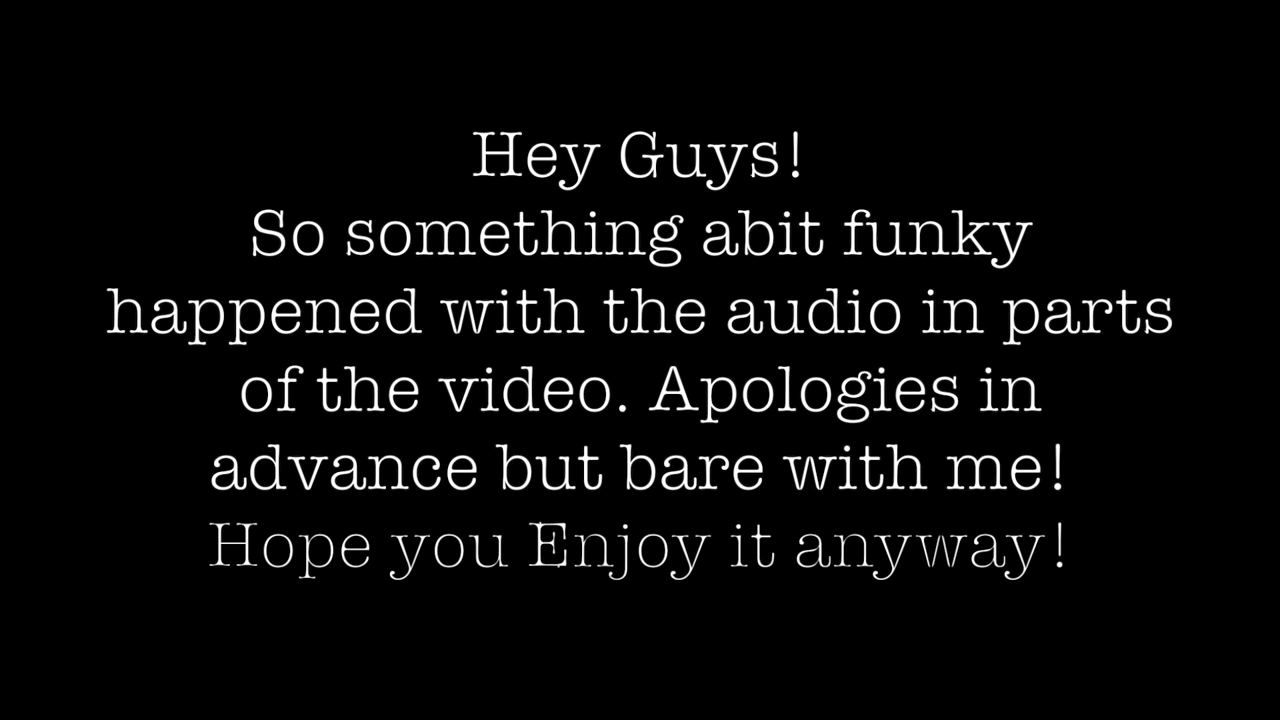 Hey Guys!
So something abit funky
happened with the audio in parts
of the video. Apologies in
advance but bare with me!
Hope you Enjoy it anyway!